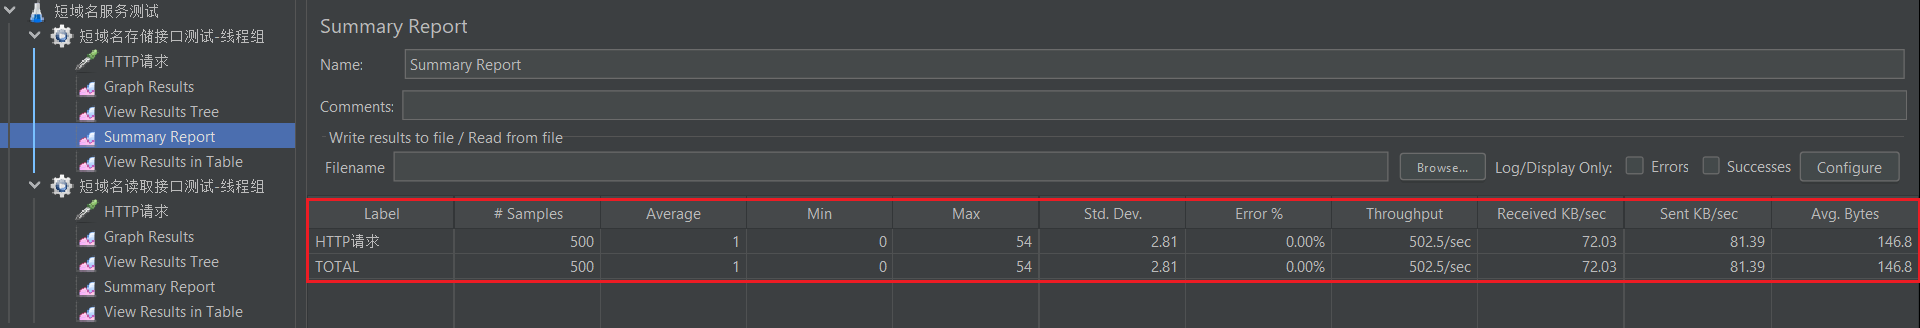 短域名服务测试
短域名存储接口测试-线程组
HTTP请求
Graph Results
View Results Tree
Summary Report
View Results in Table
短域名读取接口测试-线程组
HTTP请求
Graph Results
View Results Tree
Summary Report
View Results in Table
Summary Report
Name: Summary Report
Comments:
Write results to file / Read from file
Filename Browse... Log/Display Only: Errors Successes Configure
Label # Samples Average Min Max Std. Dev. Error % Throughput Received KB/sec Sent KB/sec Avg. Bytes
HTTP请求 500 1 0 54 2.81 0.00% 502.5/sec 72.03 81.39 146.8
TOTAL 500 1 0 54 2.81 0.00% 502.5/sec 72.03 81.39 146.8